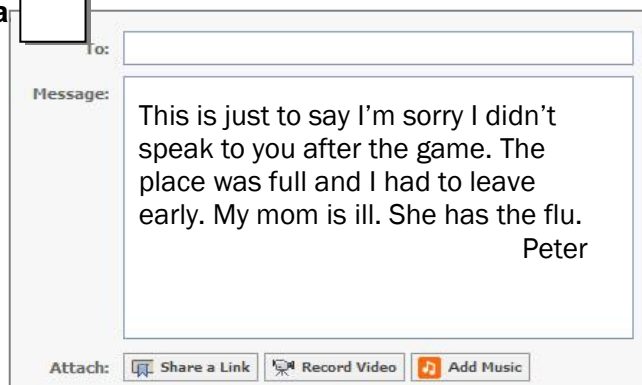 a
To:
Message:
This is just to say I’m sorry I didn’t
speak to you after the game. The
place was full and I had to leave
early. My mom is ill. She has the flu.
Peter
Attach: Share a Link Record Video Add Music